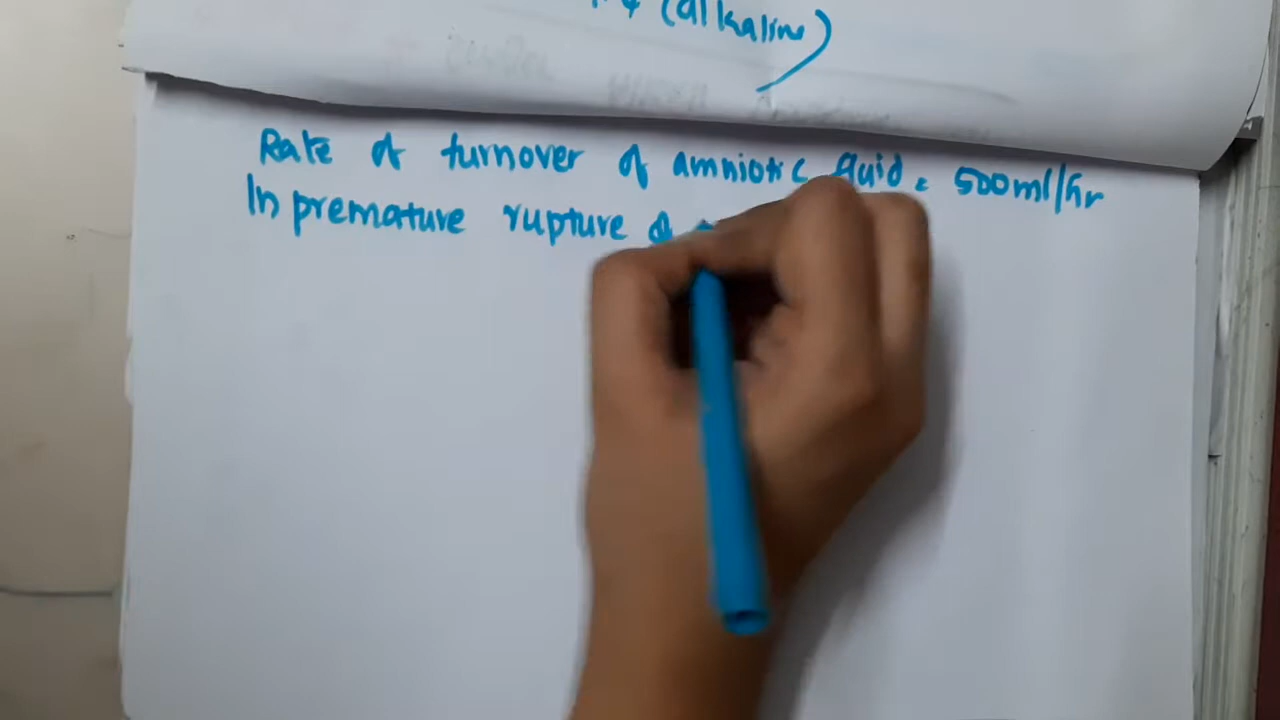 (alkaline)
Rate of turnover of amniotic fluid = 500ml/hr
In premature rupture of